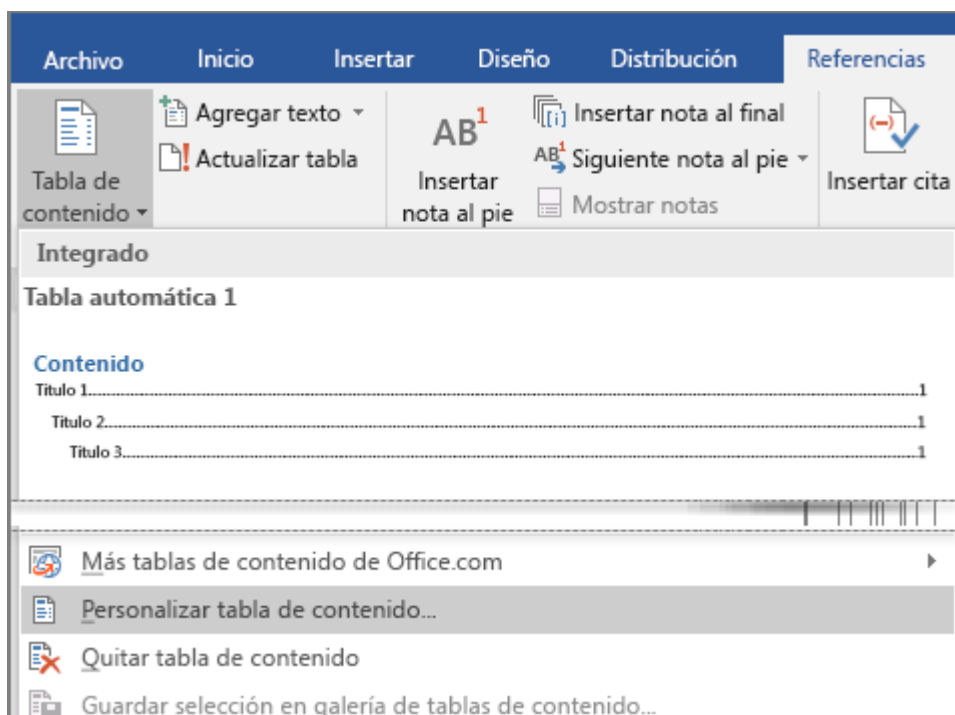 Archivo Inicio Insertar Diseño Distribución Referencias
Tabla de
contenido
Agregar texto
Actualizar tabla
AB1
Insertar
nota al pie
[i] Insertar nota al final
AB1 Siguiente nota al pie
Mostrar notas
(-)
Insertar cita
Integrado
Tabla automática 1
Contenido
Titulo 1.....1
Titulo 2.....1
Titulo 3.....1
Más tablas de contenido de Office.com
Personalizar tabla de contenido...
Quitar tabla de contenido
Guardar selección en galería de tablas de contenido...